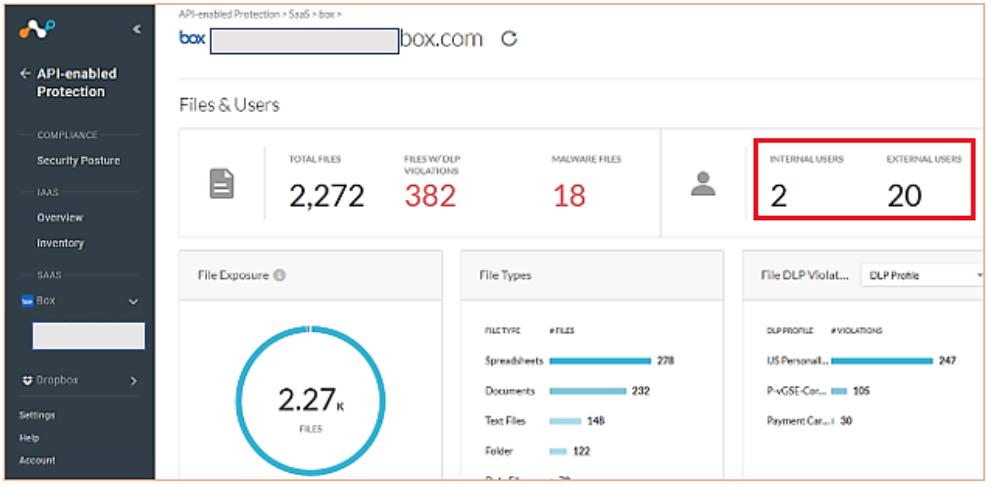 API-enabled Protection > SaaS > box >
box box.com
API-enabled
Protection
COMPLIANCE
Security Posture
IAAS
Overview
Inventory
SAAS
box Box
Dropbox
Settings
Help
Account
Files & Users
TOTAL FILES
2,272
FILES W/ DLP
VIOLATIONS
382
MALWARE FILES
18
INTERNAL USERS
2
EXTERNAL USERS
20
File Exposure
2.27K
FILES
File Types
FILE TYPE # FILES
Spreadsheets 278
Documents 232
Text Files 148
Folder 122
File DLP Violat... DLP Profile
DLP PROFILE # VIOLATIONS
US Personall... 247
P-vGSE-Cor... 105
Payment Car... 30